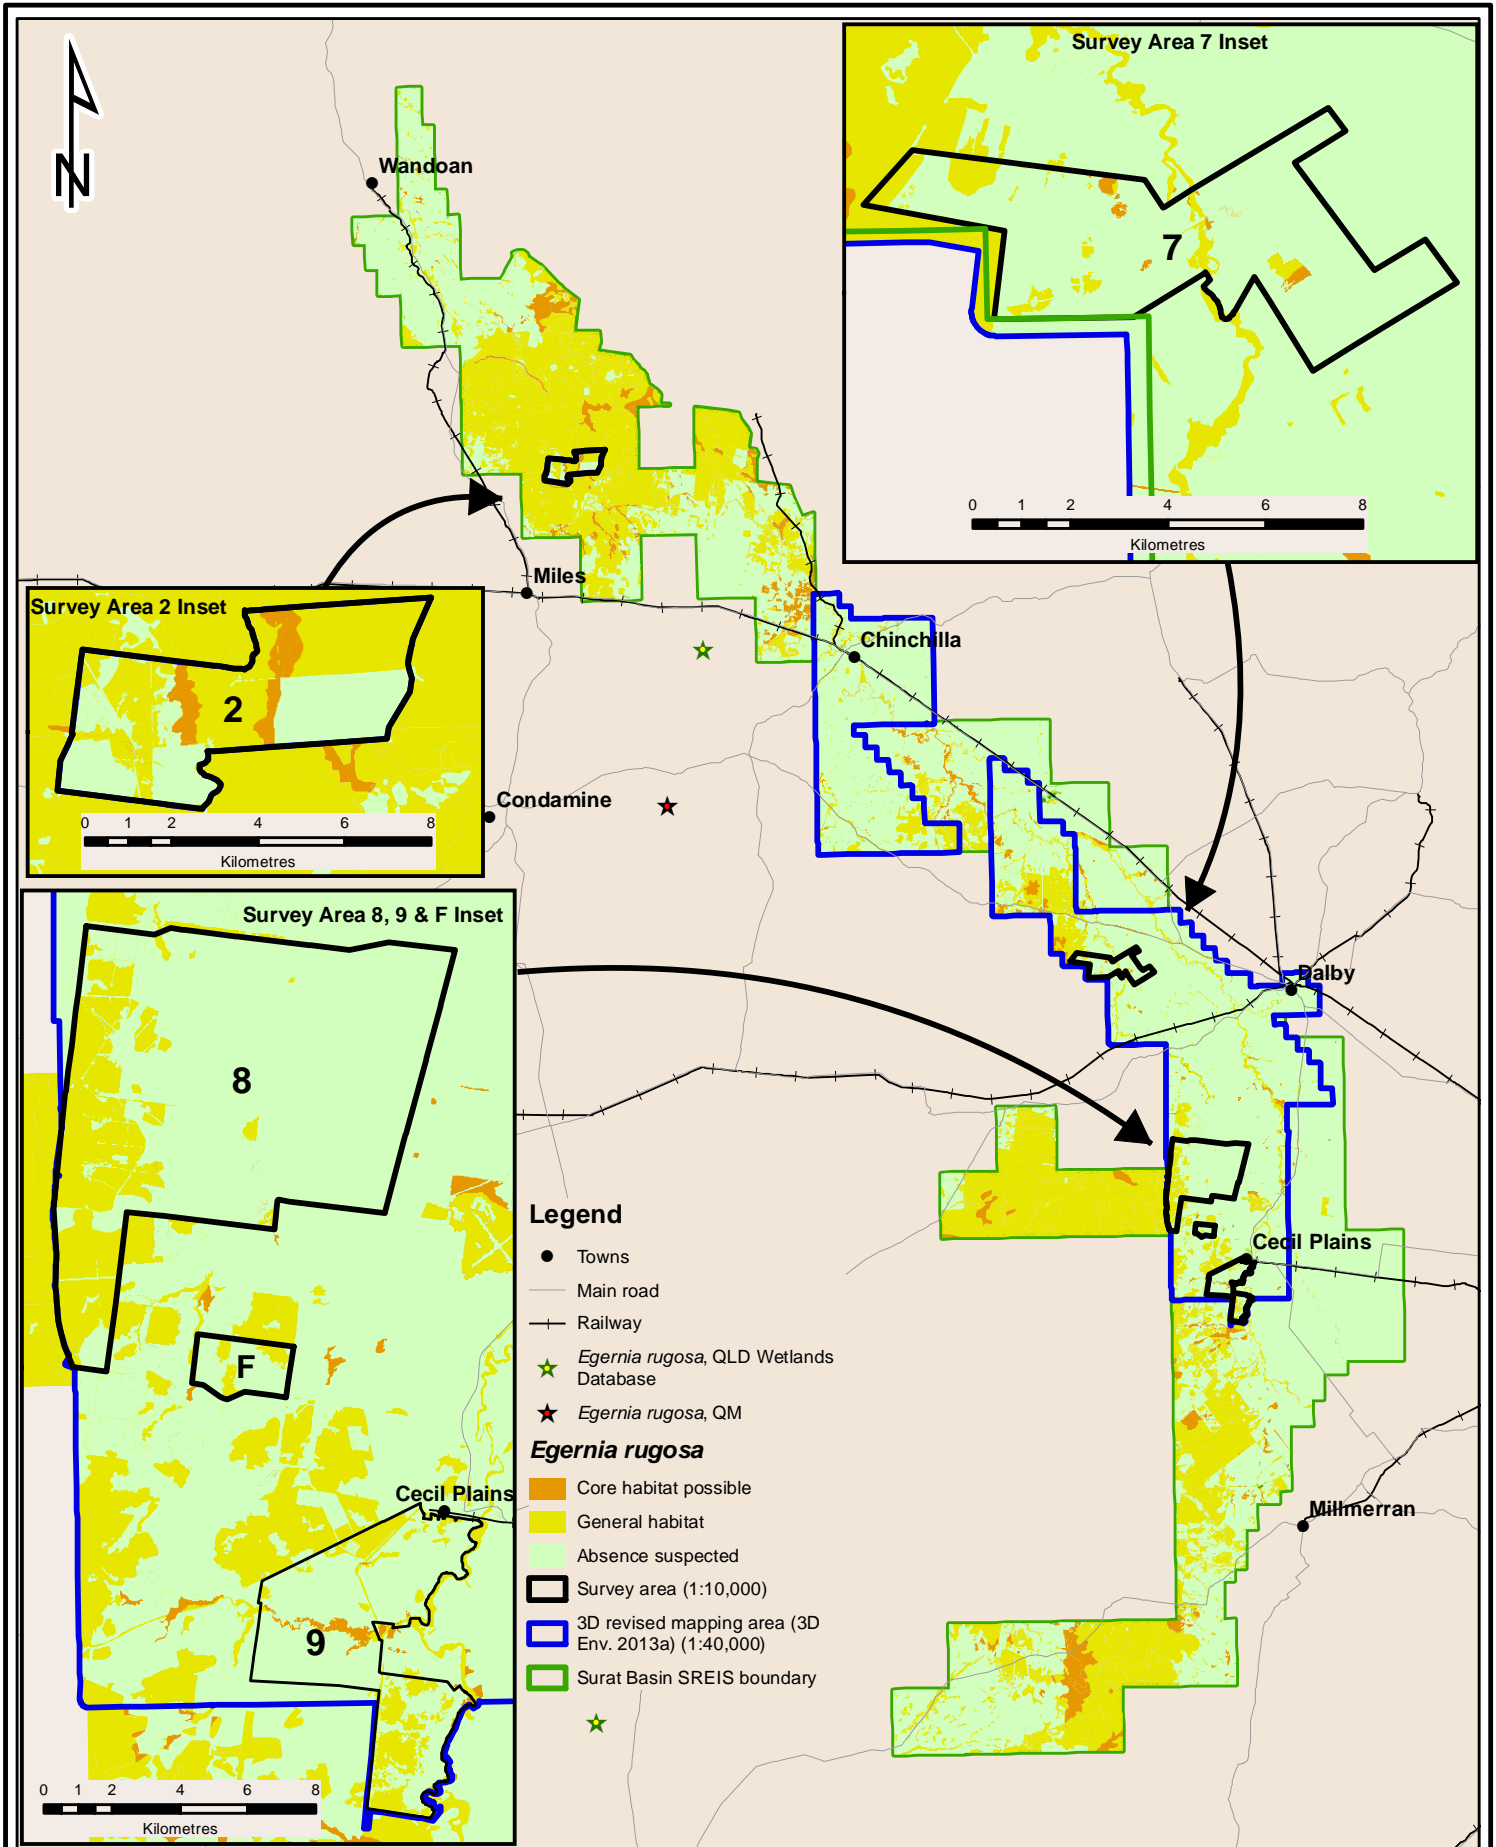 N
Wandoan
Miles
Chinchilla
Condamine
Dalby
Cecil Plains
Millmerran
Survey Area 7 Inset
7
0 1 2 4 6 8
Kilometres
Survey Area 2 Inset
2
0 1 2 4 6 8
Kilometres
Survey Area 8, 9 & F Inset
8
F
Cecil Plains
9
0 1 2 4 6 8
Kilometres
Legend
Towns
Main road
Railway
Egernia rugosa, QLD Wetlands
Database
Egernia rugosa, QM
Egernia rugosa
Core habitat possible
General habitat
Absence suspected
Survey area (1:10,000)
3D revised mapping area (3D
Env. 2013a) (1:40,000)
Surat Basin SREIS boundary